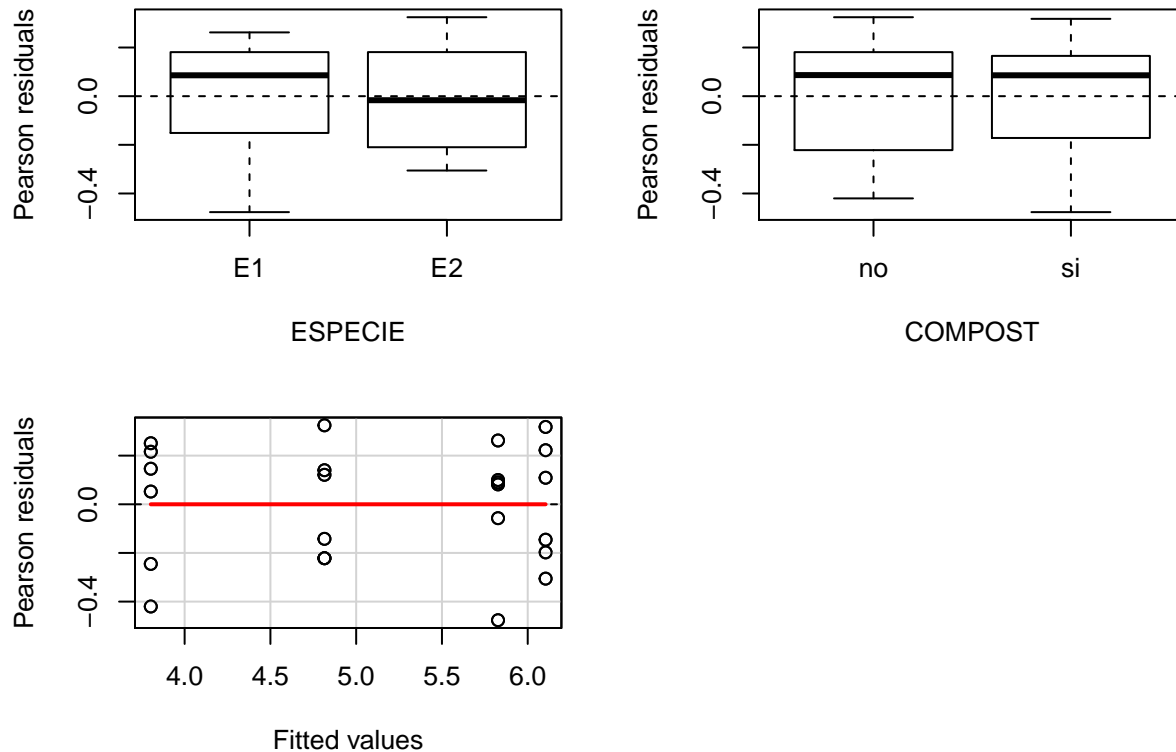 Pearson residuals
0.0
−0.4
E1 E2
ESPECIE
Pearson residuals
0.0
−0.4
no si
COMPOST
Pearson residuals
0.0
−0.4
4.0 4.5 5.0 5.5 6.0
Fitted values